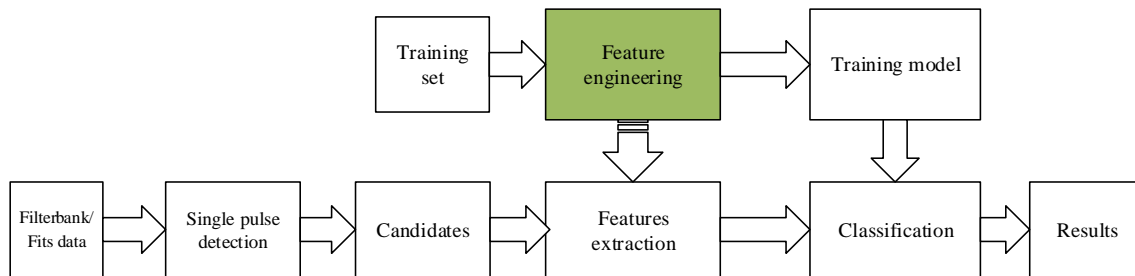 Training
set
Feature
engineering
Training model
Filterbank/
Fits data
Single pulse
detection
Candidates
Features
extraction
Classification
Results